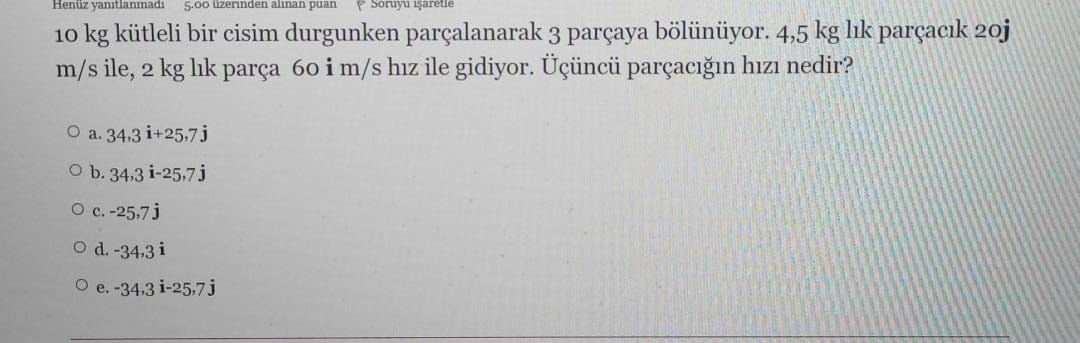 Henüz yanıtlanmadı 5.00 üzerinden alınan puan Soruyu işaretle
10 kg kütleli bir cisim durgunken parçalanarak 3 parçaya bölünüyor. 4,5 kg lık parçacık 20j
m/s ile, 2 kg lık parça 60 i m/s hız ile gidiyor. Üçüncü parçacığın hızı nedir?
a. 34,3 i+25,7 j
b. 34,3 i-25,7 j
c. -25,7 j
d. -34,3 i
e. -34,3 i-25,7 j